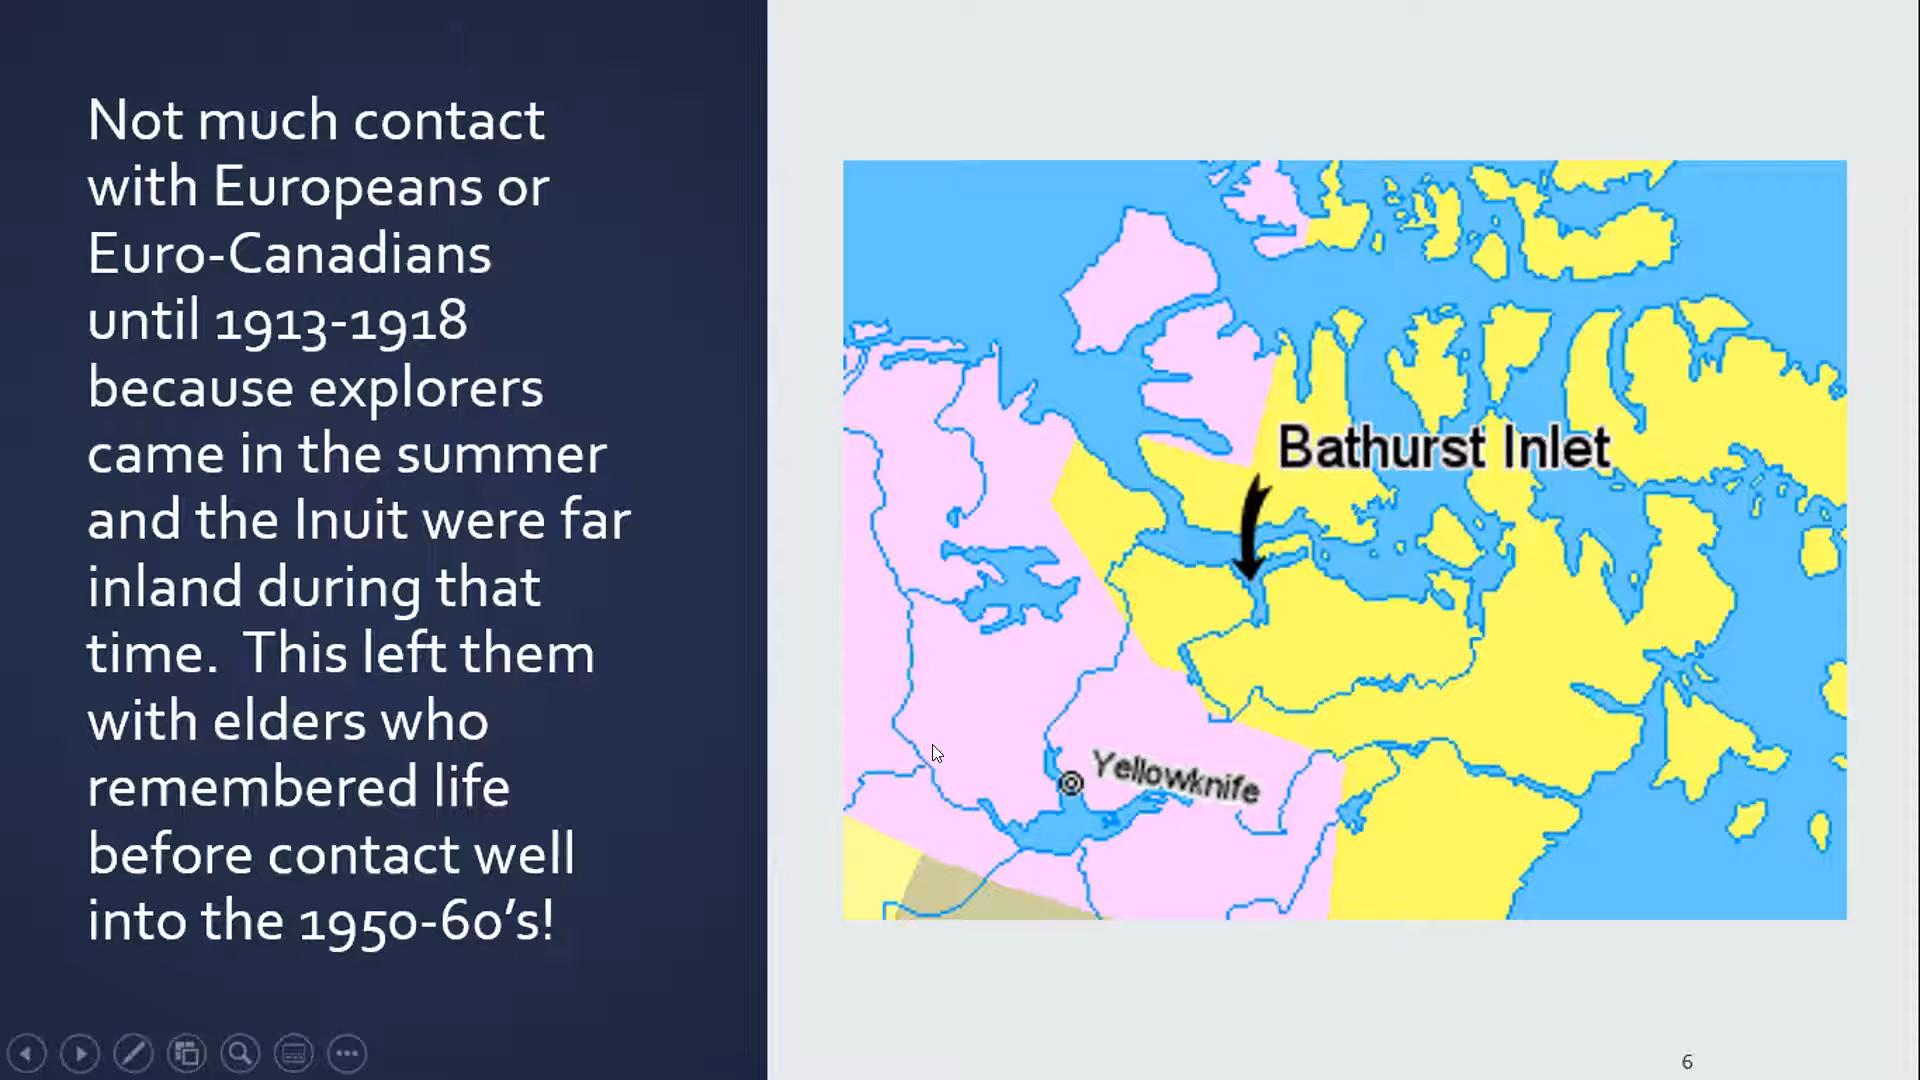 Not much contact
with Europeans or
Euro-Canadians
until 1913-1918
because explorers
came in the summer
and the Inuit were far
inland during that
time.  This left them
with elders who
remembered life
before contact well
into the 1950-60’s!
Bathurst Inlet
Yellowknife
6